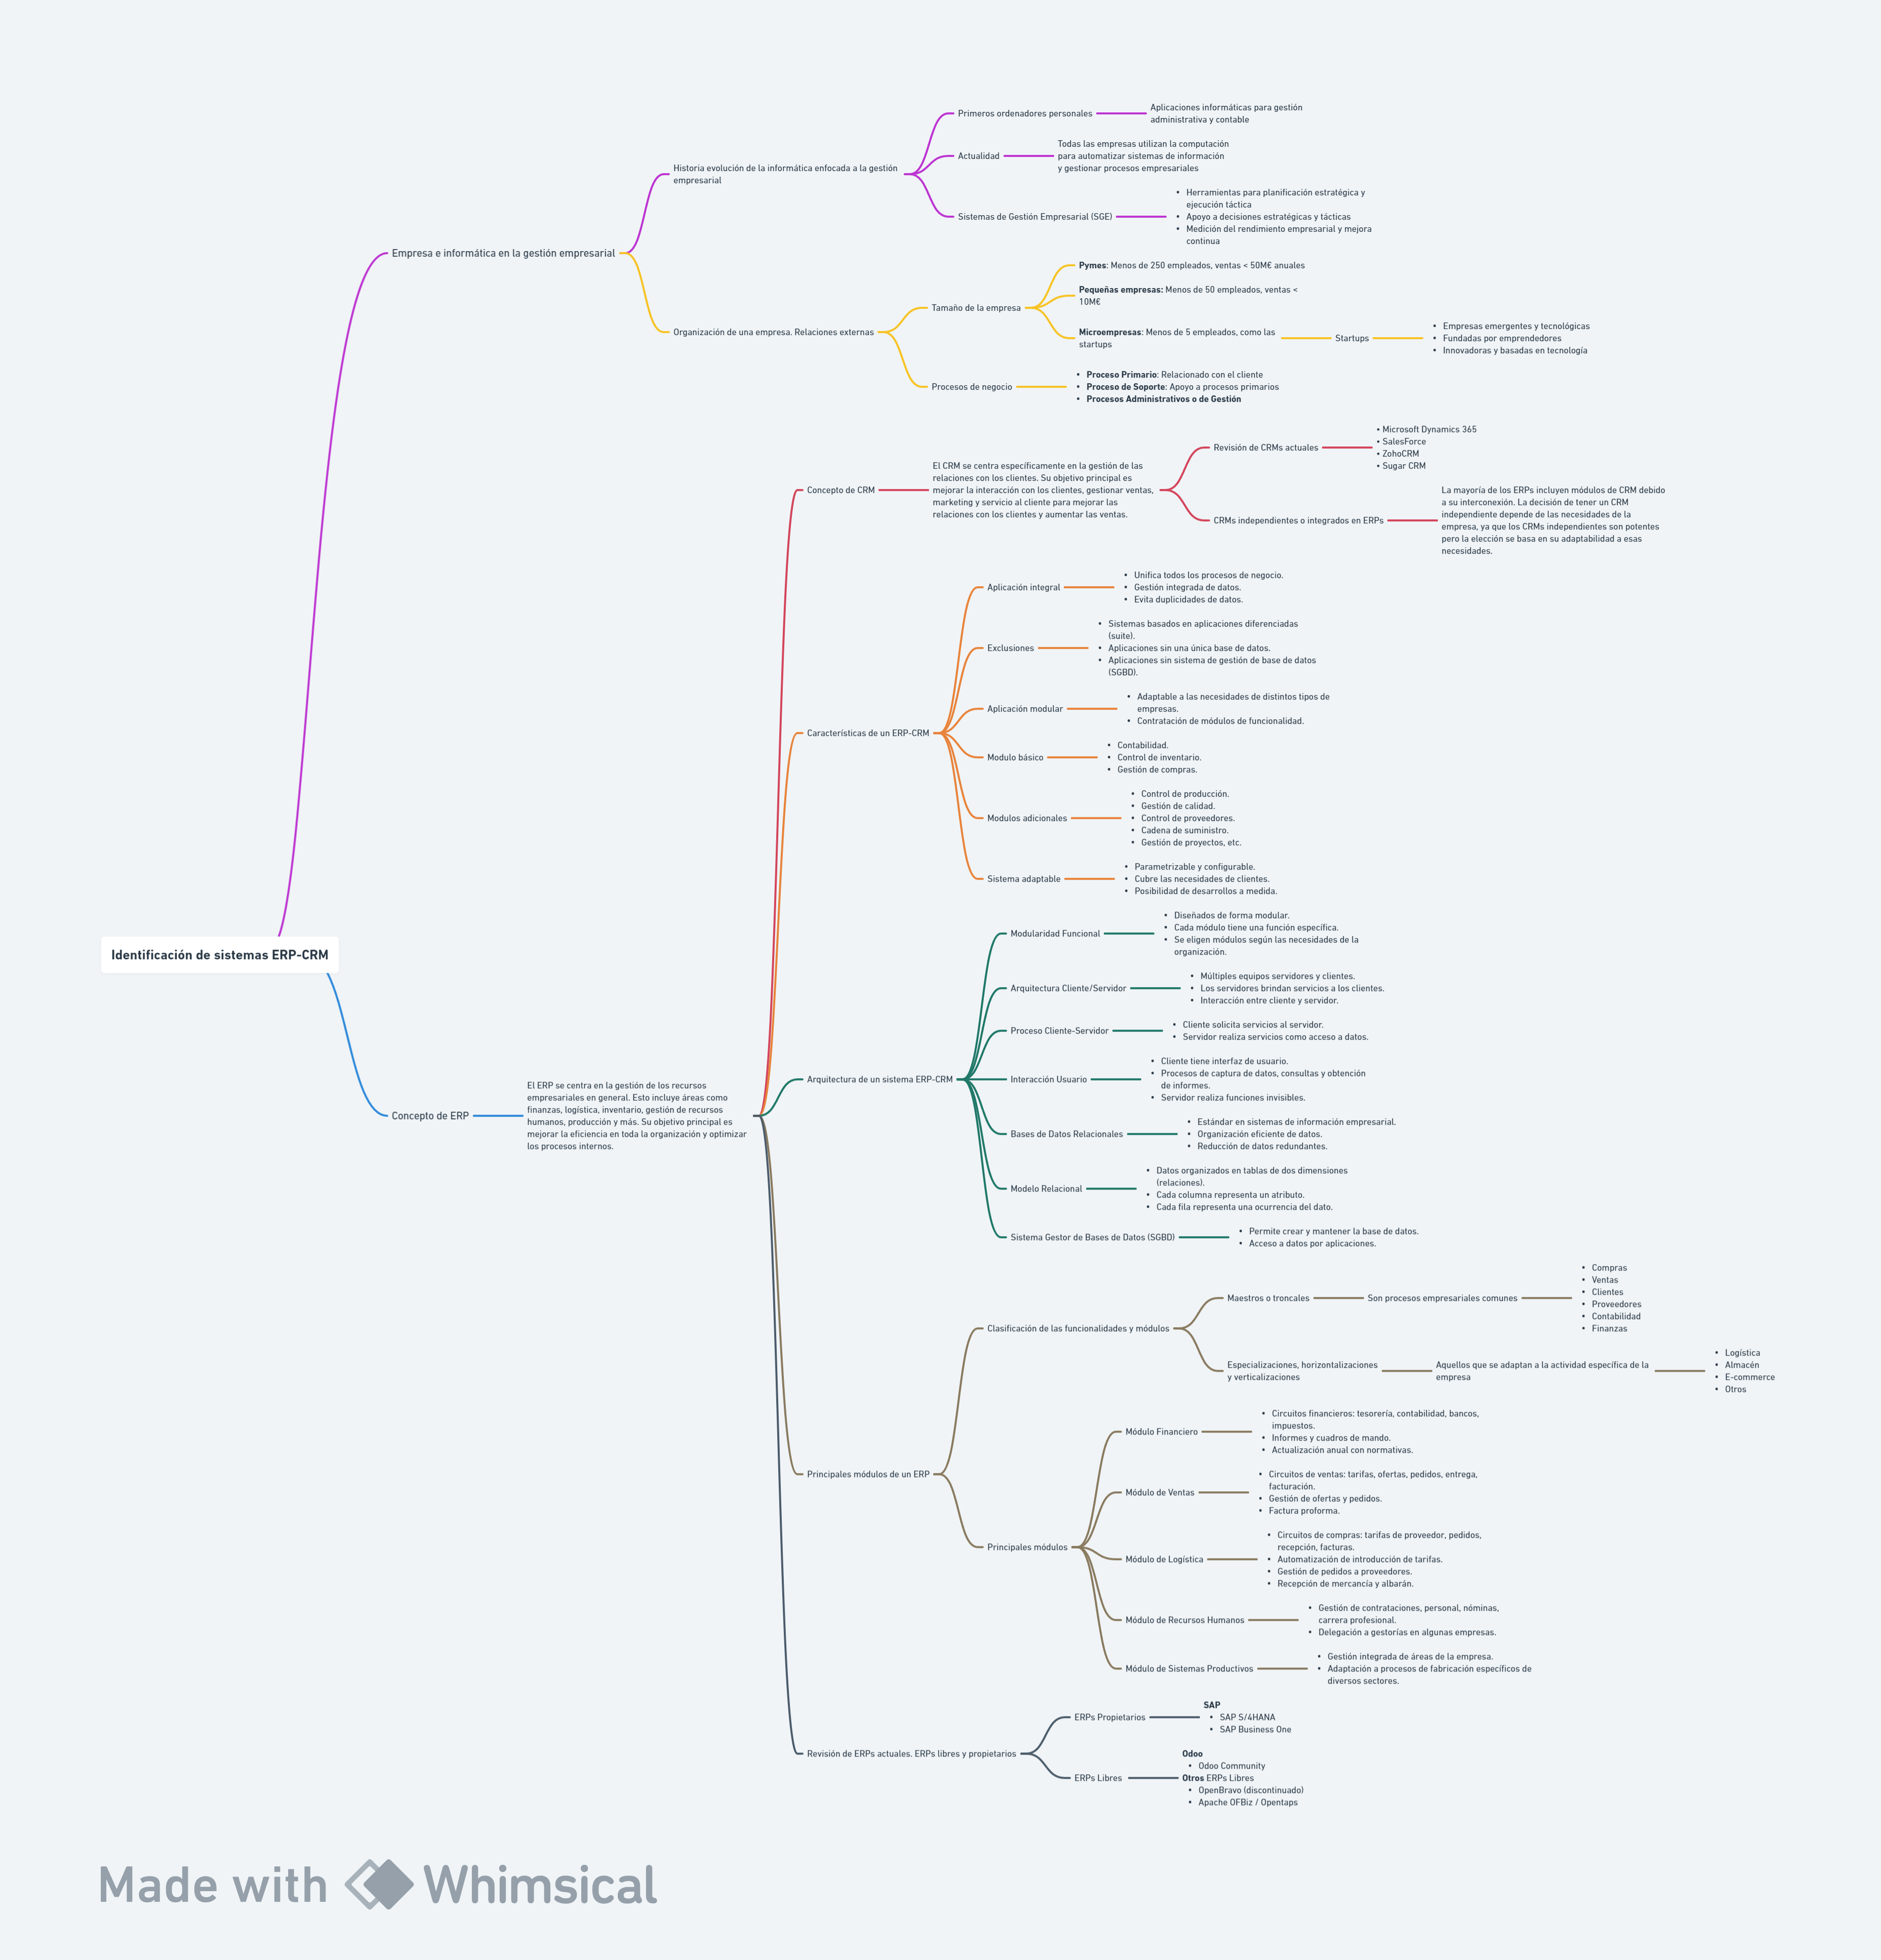 Identificación de sistemas ERP-CRM
Empresa e informática en la gestión empresarial
Historia evolución de la informática enfocada a la gestión
empresarial
Primeros ordenadores personales
Aplicaciones informáticas para gestión
administrativa y contable
Actualidad
Todas las empresas utilizan la computación
para automatizar sistemas de información
y gestionar procesos empresariales
Sistemas de Gestión Empresarial (SGE)
• Herramientas para planificación estratégica y
ejecución táctica
• Apoyo a decisiones estratégicas y tácticas
• Medición del rendimiento empresarial y mejora
continua
Organización de una empresa. Relaciones externas
Tamaño de la empresa
Pymes: Menos de 250 empleados, ventas < 50M€ anuales
Pequeñas empresas: Menos de 50 empleados, ventas <
10M€
Microempresas: Menos de 5 empleados, como las
startups
Startups
• Empresas emergentes y tecnológicas
• Fundadas por emprendedores
• Innovadoras y basadas en tecnología
Procesos de negocio
• Proceso Primario: Relacionado con el cliente
• Proceso de Soporte: Apoyo a procesos primarios
• Procesos Administrativos o de Gestión
Concepto de ERP
El ERP se centra en la gestión de los recursos
empresariales en general. Esto incluye áreas como
finanzas, logística, inventario, gestión de recursos
humanos, producción y más. Su objetivo principal es
mejorar la eficiencia en toda la organización y optimizar
los procesos internos.
Concepto de CRM
El CRM se centra específicamente en la gestión de las
relaciones con los clientes. Su objetivo principal es
mejorar la interacción con los clientes, gestionar ventas,
marketing y servicio al cliente para mejorar las
relaciones con los clientes y aumentar las ventas.
Revisión de CRMs actuales
• Microsoft Dynamics 365
• SalesForce
• ZohoCRM
• Sugar CRM
CRMs independientes o integrados en ERPs
La mayoría de los ERPs incluyen módulos de CRM debido
a su interconexión. La decisión de tener un CRM
independiente depende de las necesidades de la
empresa, ya que los CRMs independientes son potentes
pero la elección se basa en su adaptabilidad a esas
necesidades.
Características de un ERP-CRM
Aplicación integral
• Unifica todos los procesos de negocio.
• Gestión integrada de datos.
• Evita duplicidades de datos.
Exclusiones
• Sistemas basados en aplicaciones diferenciadas
(suite).
• Aplicaciones sin una única base de datos.
• Aplicaciones sin sistema de gestión de base de datos
(SGBD).
Aplicación modular
• Adaptable a las necesidades de distintos tipos de
empresas.
• Contratación de módulos de funcionalidad.
Modulo básico
• Contabilidad.
• Control de inventario.
• Gestión de compras.
Modulos adicionales
• Control de producción.
• Gestión de calidad.
• Control de proveedores.
• Cadena de suministro.
• Gestión de proyectos, etc.
Sistema adaptable
• Parametrizable y configurable.
• Cubre las necesidades de clientes.
• Posibilidad de desarrollos a medida.
Arquitectura de un sistema ERP-CRM
Modularidad Funcional
• Diseñados de forma modular.
• Cada módulo tiene una función específica.
• Se eligen módulos según las necesidades de la
organización.
Arquitectura Cliente/Servidor
• Múltiples equipos servidores y clientes.
• Los servidores brindan servicios a los clientes.
• Interacción entre cliente y servidor.
Proceso Cliente-Servidor
• Cliente solicita servicios al servidor.
• Servidor realiza servicios como acceso a datos.
Interacción Usuario
• Cliente tiene interfaz de usuario.
• Procesos de captura de datos, consultas y obtención
de informes.
• Servidor realiza funciones invisibles.
Bases de Datos Relacionales
• Estándar en sistemas de información empresarial.
• Organización eficiente de datos.
• Reducción de datos redundantes.
Modelo Relacional
• Datos organizados en tablas de dos dimensiones
(relaciones).
• Cada columna representa un atributo.
• Cada fila representa una ocurrencia del dato.
Sistema Gestor de Bases de Datos (SGBD)
• Permite crear y mantener la base de datos.
• Acceso a datos por aplicaciones.
Principales módulos de un ERP
Clasificación de las funcionalidades y módulos
Maestros o troncales
Son procesos empresariales comunes
• Compras
• Ventas
• Clientes
• Proveedores
• Contabilidad
• Finanzas
Especializaciones, horizontalizaciones
y verticalizaciones
Aquellos que se adaptan a la actividad específica de la
empresa
• Logística
• Almacén
• E-commerce
• Otros
Principales módulos
Módulo Financiero
• Circuitos financieros: tesorería, contabilidad, bancos,
impuestos.
• Informes y cuadros de mando.
• Actualización anual con normativas.
Módulo de Ventas
• Circuitos de ventas: tarifas, ofertas, pedidos, entrega,
facturación.
• Gestión de ofertas y pedidos.
• Factura proforma.
Módulo de Logística
• Circuitos de compras: tarifas de proveedor, pedidos,
recepción, facturas.
• Automatización de introducción de tarifas.
• Gestión de pedidos a proveedores.
• Recepción de mercancía y albarán.
Módulo de Recursos Humanos
• Gestión de contrataciones, personal, nóminas,
carrera profesional.
• Delegación a gestorías en algunas empresas.
Módulo de Sistemas Productivos
• Gestión integrada de áreas de la empresa.
• Adaptación a procesos de fabricación específicos de
diversos sectores.
Revisión de ERPs actuales. ERPs libres y propietarios
ERPs Propietarios
SAP
• SAP S/4HANA
• SAP Business One
ERPs Libres
Odoo
• Odoo Community
Otros ERPs Libres
• OpenBravo (discontinuado)
• Apache OFBiz / Opentaps
Made with Whimsical